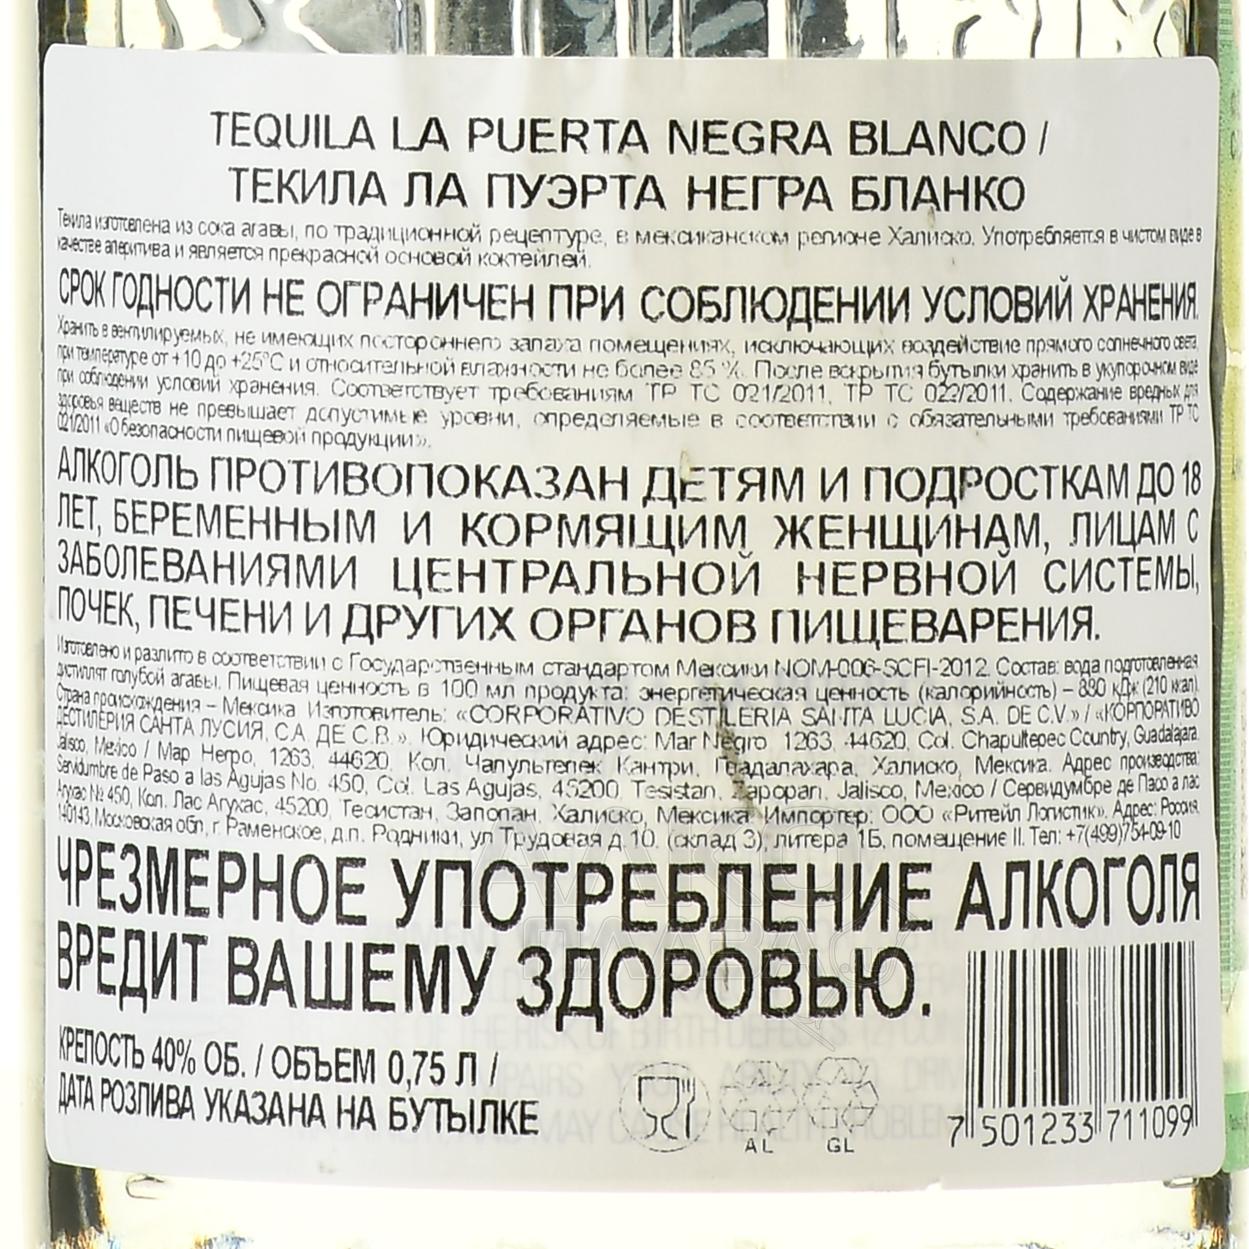 TEQUILA LA PUERTA NEGRA BLANCO /
ТЕКИЛА ЛА ПУЭРТА НЕГРА БЛАНКО
Текила изготовлена из сока агавы, по традиционной рецептуре, в мексиканском регионе Халиско. Употребляется в чистом виде в
качестве аперитива и является прекрасной основой коктейлей.
СРОК ГОДНОСТИ НЕ ОГРАНИЧЕН ПРИ СОБЛЮДЕНИИ УСЛОВИЙ ХРАНЕНИЯ.
Хранить в вентилируемых, не имеющих постороннего запаха помещениях, исключающих воздействие прямого солнечного света,
при температуре от +10 до +25°С и относительной влажности не более 85 %. После вскрытия бутылки хранить в укупоренном виде
при соблюдении условий хранения. Соответствует требованиям ТР ТС 021/2011, ТР ТС 022/2011. Содержание вредных для
здоровья веществ не превышает допустимые уровни, определяемые в соответствии с обязательными требованиями ТР ТС
021/2011 «О безопасности пищевой продукции».
АЛКОГОЛЬ ПРОТИВОПОКАЗАН ДЕТЯМ И ПОДРОСТКАМ ДО 18
ЛЕТ, БЕРЕМЕННЫМ И КОРМЯЩИМ ЖЕНЩИНАМ, ЛИЦАМ С
ЗАБОЛЕВАНИЯМИ ЦЕНТРАЛЬНОЙ НЕРВНОЙ СИСТЕМЫ,
ПОЧЕК, ПЕЧЕНИ И ДРУГИХ ОРГАНОВ ПИЩЕВАРЕНИЯ.
Изготовлено и разлито в соответствии с Государственным стандартом Мексики NOM-006-SCFI-2012. Состав: вода подготовленная,
дистиллят голубой агавы. Пищевая ценность в 100 мл продукта: энергетическая ценность (калорийность) – 880 кДж (210 ккал).
Страна происхождения – Мексика. Изготовитель: «CORPORATIVO DESTILERIA SANTA LUCIA, S.A. DE C.V.» / «КОРПОРАТИВО
ДЕСТИЛЕРИЯ САНТА ЛУСИЯ, С.А. ДЕ С.В.». Юридический адрес: Mar Negro, 1263, 44620, Col. Chapultepec Country, Guadalajara,
Jalisco, Mexico / Мар Негро, 1263, 44620, Кол. Чапультепек Кантри, Гвадалахара, Халиско, Мексика. Адрес производства:
Servidumbre de Paso a las Agujas No. 450, Col. Las Agujas, 45200, Tesistan, Zapopan, Jalisco, Mexico / Сервидумбре де Пасо а лас
Агухас № 450, Кол. Лас Агухас, 45200, Тесистан, Запопан, Халиско, Мексика. Импортер: ООО «Ритейл Логистик». Адрес: Россия,
140143, Московская обл., г. Раменское, д.п. Родники, ул Трудовая д.10, (склад 3), литера 1Б, помещение II. Тел: +7(499)754-09-10
ЧРЕЗМЕРНОЕ УПОТРЕБЛЕНИЕ АЛКОГОЛЯ
ВРЕДИТ ВАШЕМУ ЗДОРОВЬЮ.
КРЕПОСТЬ 40% ОБ. / ОБЪЕМ 0,75 Л /
ДАТА РОЗЛИВА УКАЗАНА НА БУТЫЛКЕ
AL GL
7 501233 711099